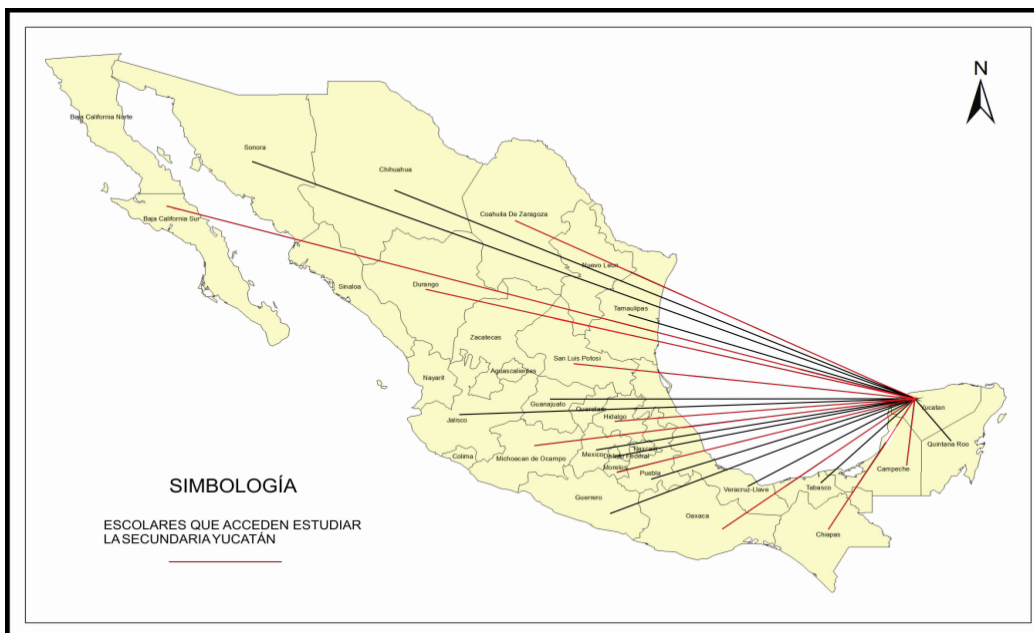 N
Baja California Norte
Sonora
Chihuahua
Coahuila De Zaragoza
Baja California Sur
Nuevo Leon
Sinaloa
Durango
Tamaulipas
Zacatecas
San Luis Potosi
Nayarit
Aguascalientes
Guanajuato
Queretaro
Yucatan
Jalisco
Hidalgo
Quintana Roo
Colima
Michoacan de Ocampo
Mexico
Distrito Federal
Tlaxcala
Morelos
Puebla
Campeche
Tabasco
Veracruz-Llave
Guerrero
Oaxaca
Chiapas
SIMBOLOGÍA
ESCOLARES QUE ACCEDEN ESTUDIAR
LA SECUNDARIA YUCATÁN